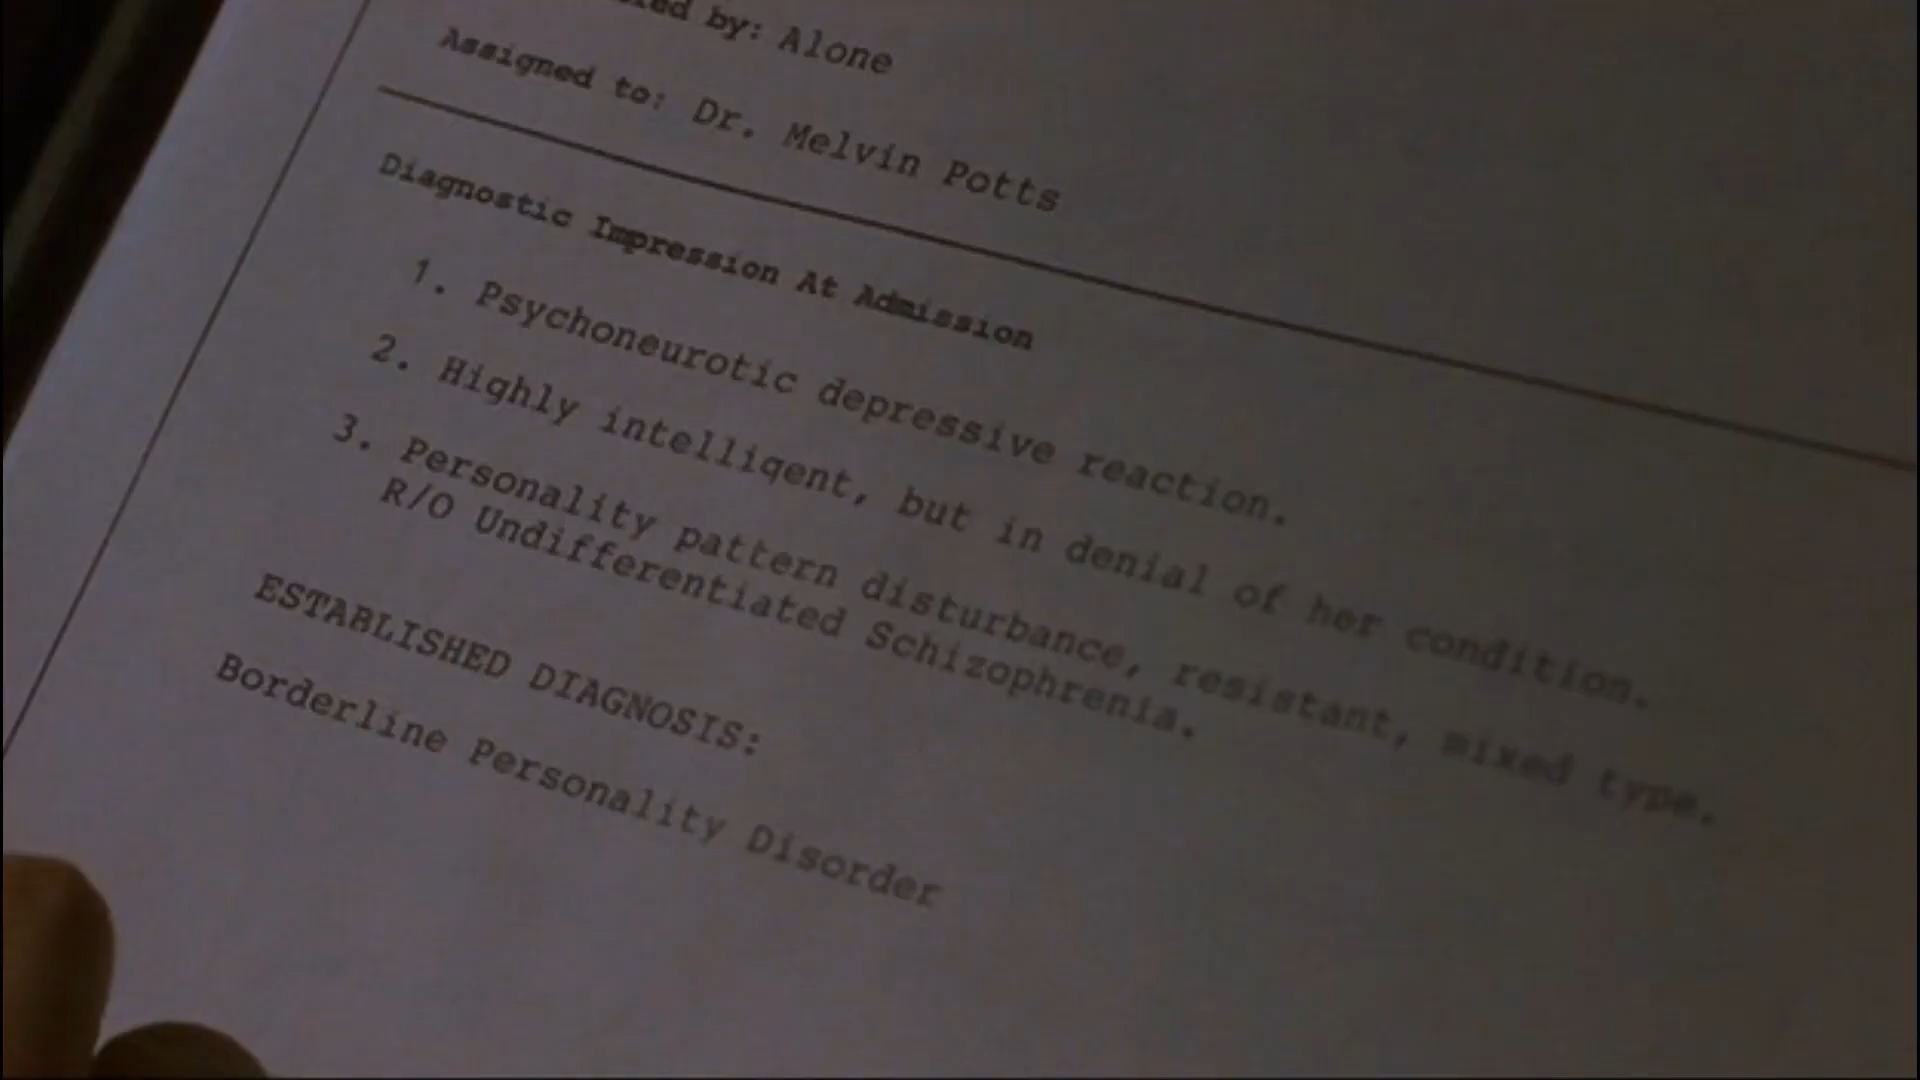 by: Alone
Assigned to: Dr. Melvin Potts
Diagnostic Impression At Admission
1. Psychoneurotic depressive reaction.
2. Highly intelligent, but in denial of her condition.
3. Personality pattern disturbance, resistant, mixed type.
R/O Undifferentiated Schizophrenia.
ESTABLISHED DIAGNOSIS:
Borderline Personality Disorder